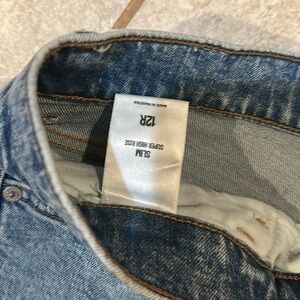 SLIM
SUPER HIGH RISE
12R
MADE IN PAKISTAN